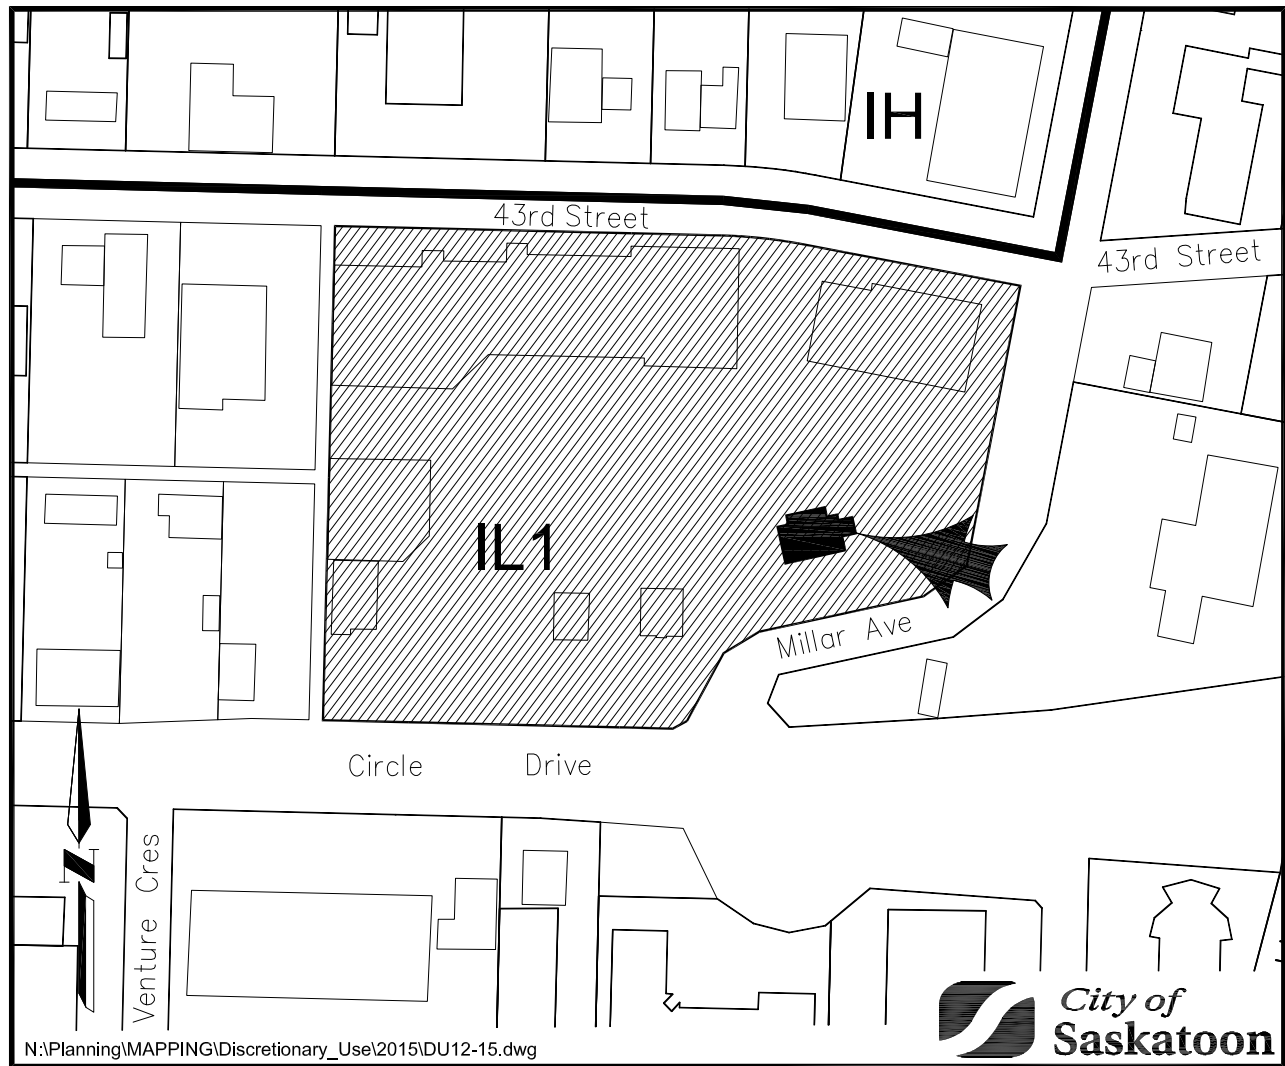 IH
43rd Street
43rd Street
IL1
Millar Ave
Circle Drive
N
Venture Cres
City of
Saskatoon
N:\Planning\MAPPING\Discretionary_Use\2015\DU12-15.dwg